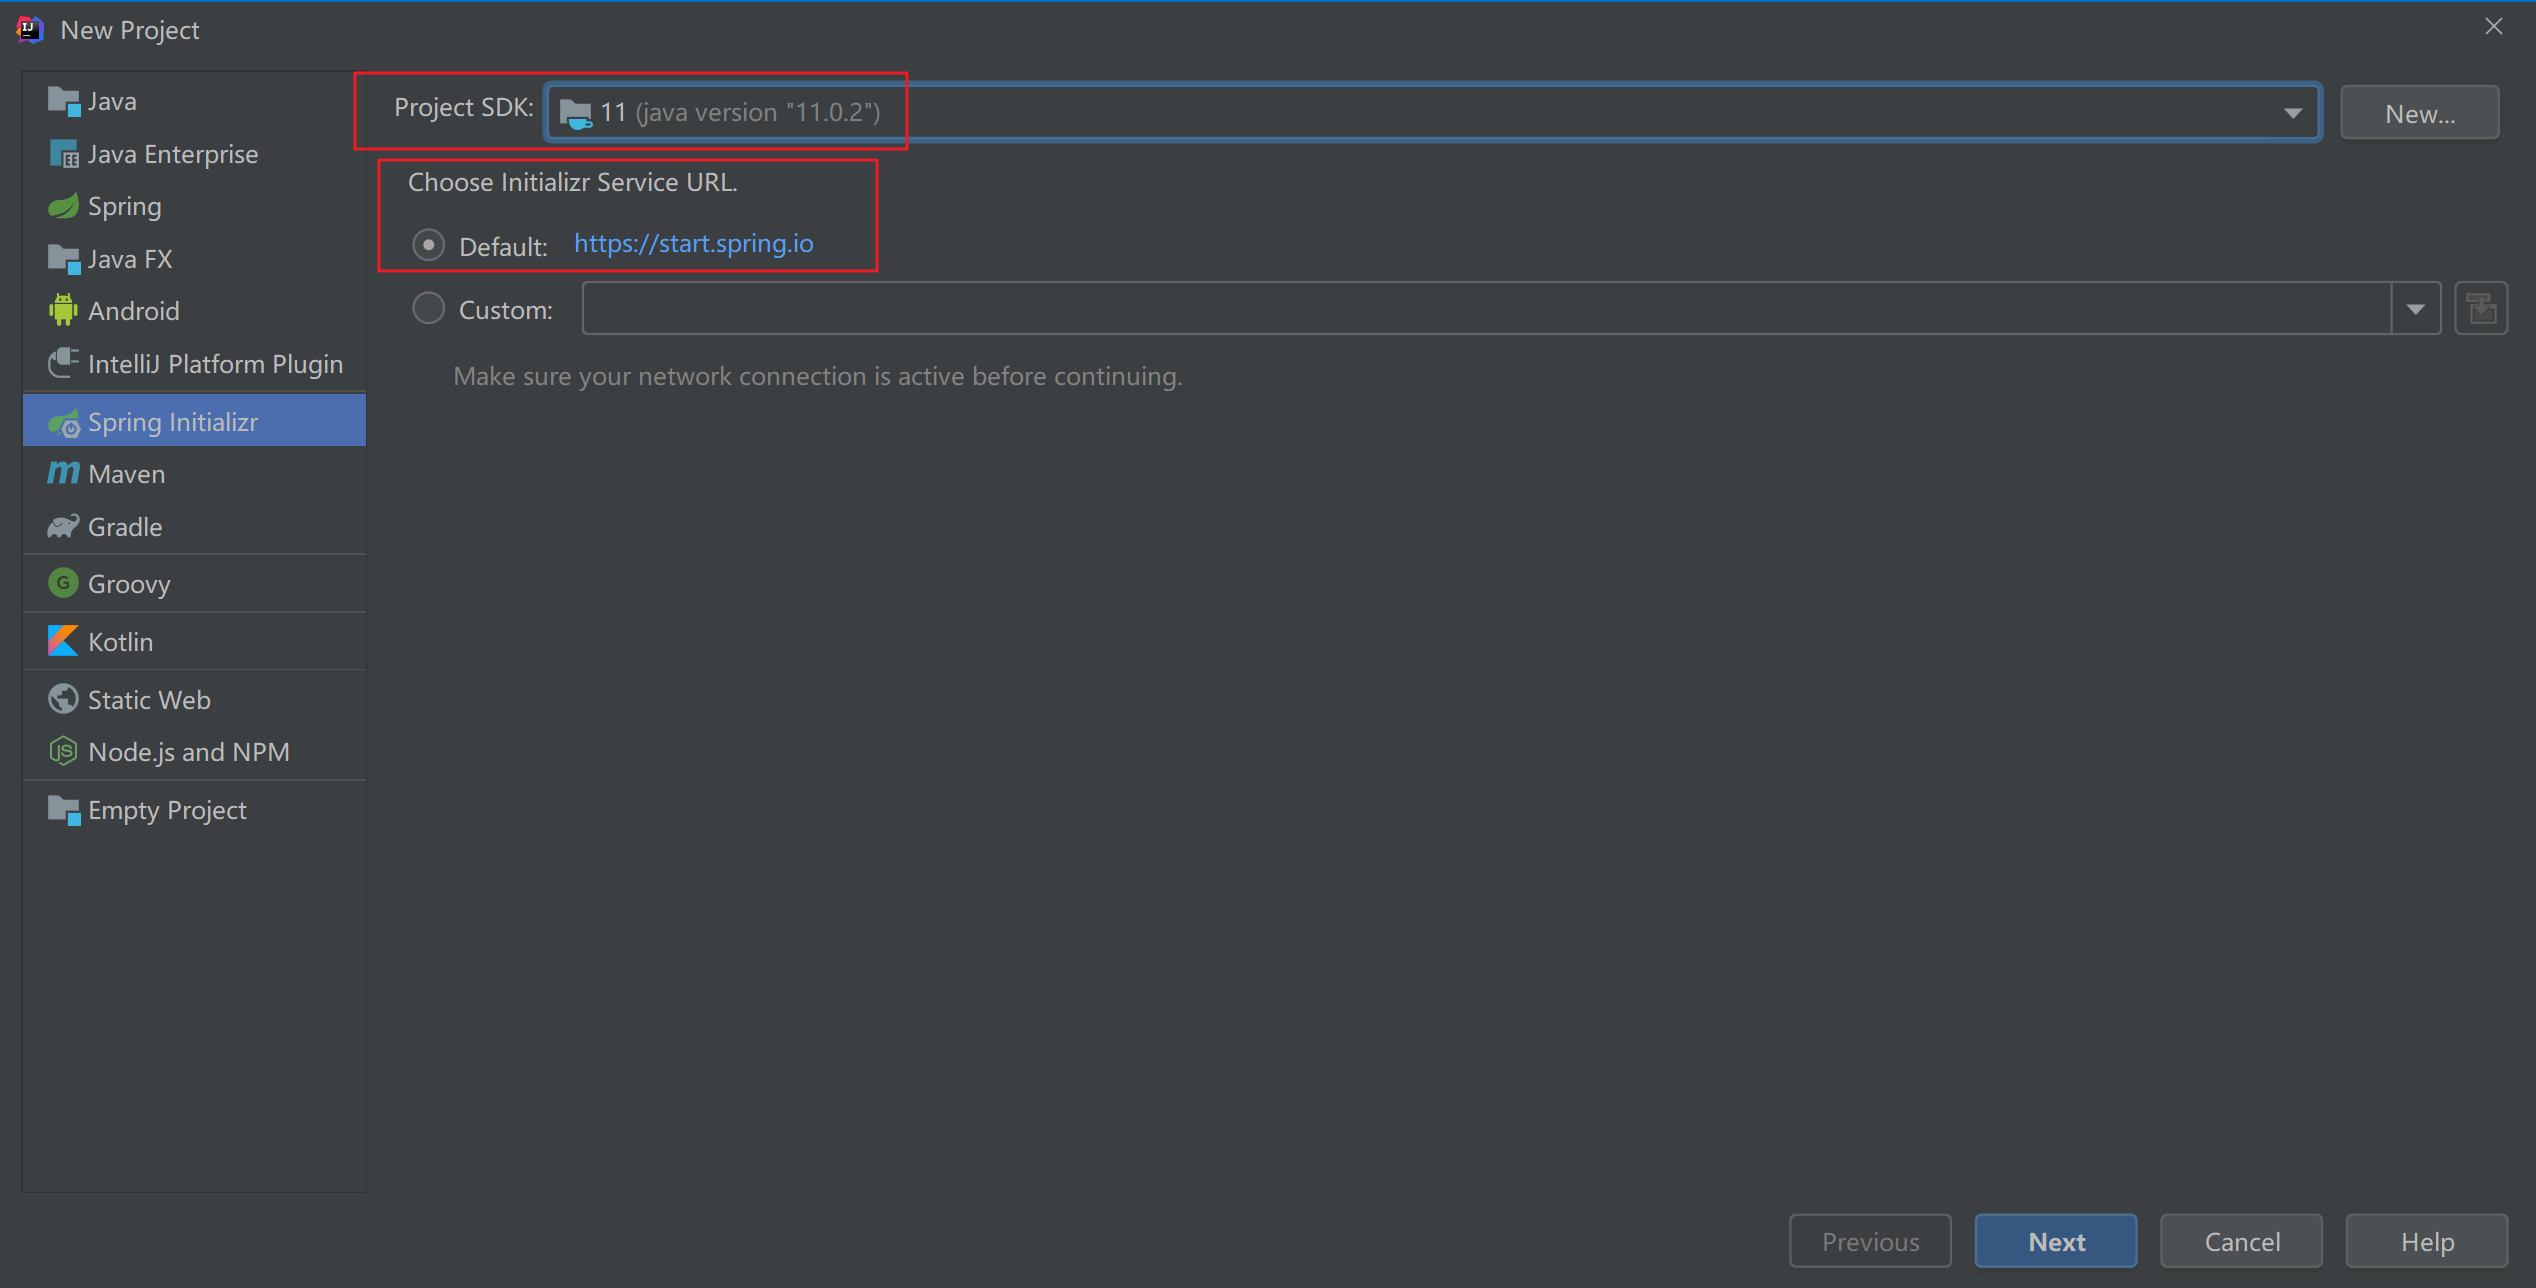 New Project
Java
Java Enterprise
Spring
Java FX
Android
IntelliJ Platform Plugin
Spring Initializr
Maven
Gradle
Groovy
Kotlin
Static Web
Node.js and NPM
Empty Project
Project SDK: 11 (java version "11.0.2") New...
Choose Initializr Service URL.
Default: https://start.spring.io
Custom:
Make sure your network connection is active before continuing.
Previous Next Cancel Help